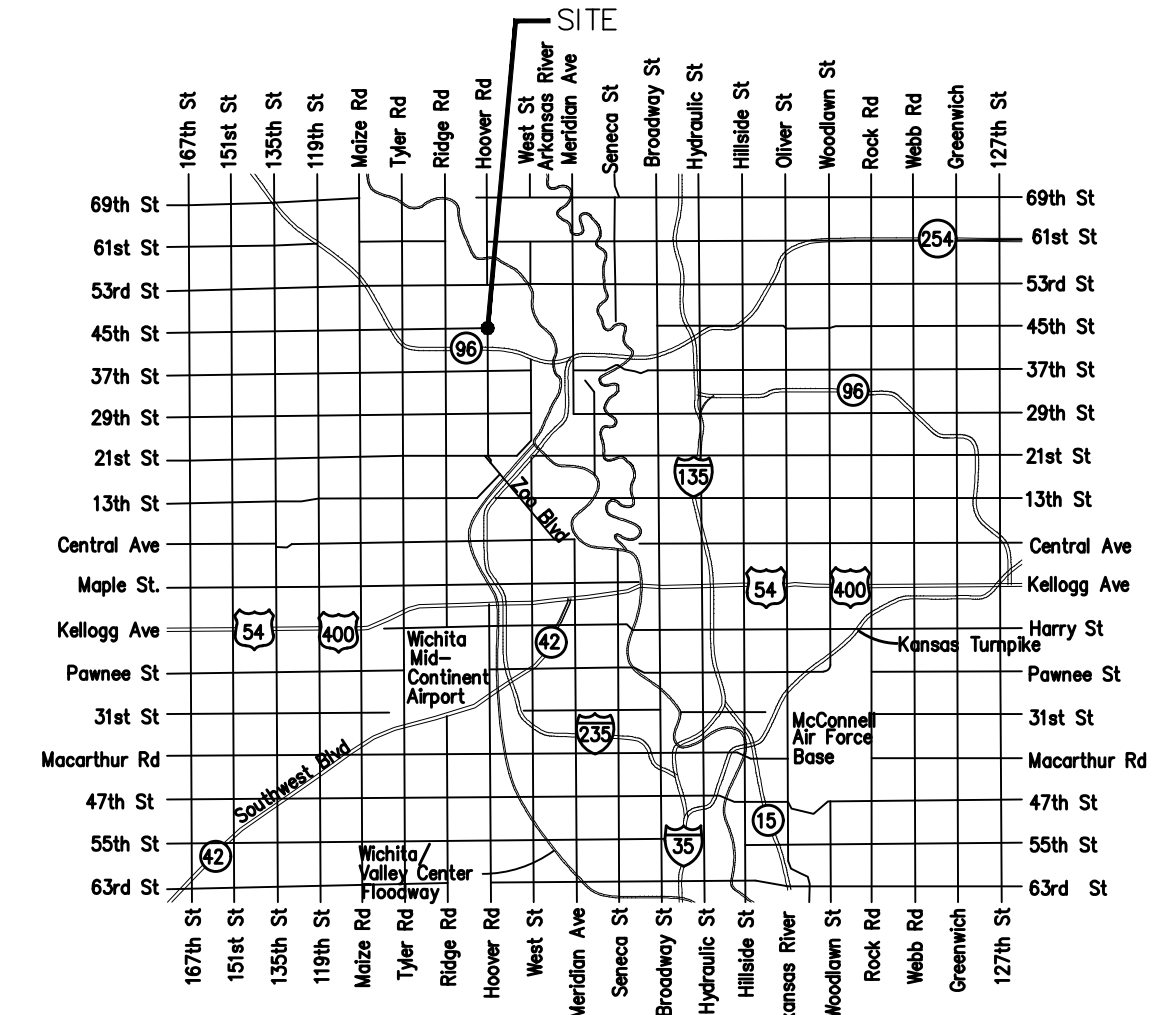 SITE
167th St
151st St
135th St
119th St
Maize Rd
Tyler Rd
Ridge Rd
Hoover Rd
West St
Arkansas River
Meridian Ave
Seneca St
Broadway St
Hydraulic St
Hillside St
Oliver St
Woodlawn St
Rock Rd
Webb Rd
Greenwich
127th St
69th St
69th St
61st St
254
61st St
53rd St
53rd St
45th St
45th St
96
37th St
37th St
96
29th St
29th St
21st St
21st St
135
13th St
Zoo Blvd
13th St
Central Ave
Central Ave
Maple St.
54
400
Kellogg Ave
Kellogg Ave
54
400
Wichita
Mid-
Continent
Airport
42
Harry St
Kansas Turnpike
Pawnee St
Pawnee St
31st St
235
McConnell
Air Force
Base
31st St
Macarthur Rd
Southwest Blvd
Macarthur Rd
47th St
15
47th St
55th St
42
Wichita/
Valley Center
Floodway
35
55th St
63rd St
63rd St
167th St
151st St
135th St
119th St
Maize Rd
Tyler Rd
Ridge Rd
Hoover Rd
West St
Meridian Ave
Seneca St
Broadway St
Hydraulic St
Hillside St
kansas River
Woodlawn St
Rock Rd
Webb Rd
Greenwich
127th St